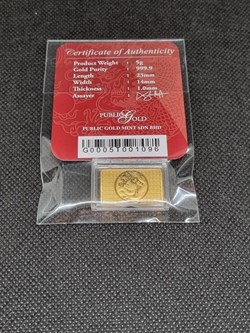 Certificate of Authenticity
Product Weight 5g
Gold Purity 999.9
Length 23mm
Width 14mm
Thickness 1.0mm
Assayer
PUBLIC GOLD
PUBLIC GOLD MINT SDN BHD
G0005T001096